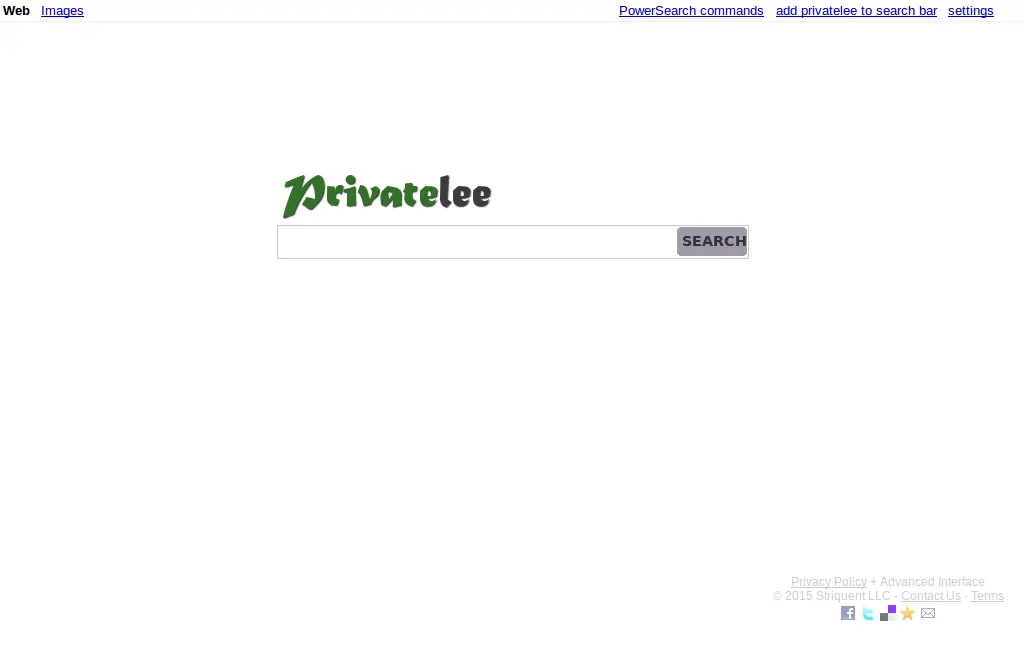 Web Images PowerSearch commands add privatelee to search bar settings
Privatelee
SEARCH
Privacy Policy + Advanced Interface
© 2015 Striquent LLC - Contact Us - Terms